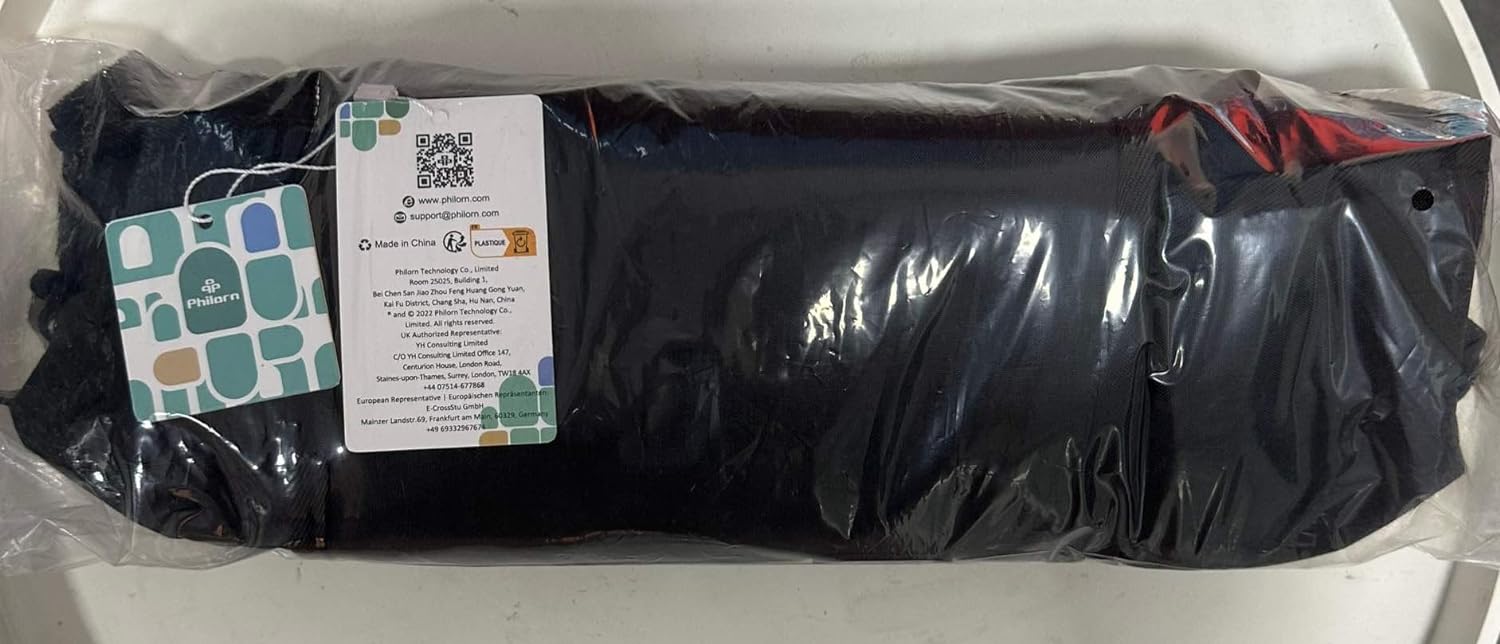 Philorn
www.philorn.com
support@philorn.com
Made in China
FR
PLASTIQUE
Philorn Technology Co., Limited
Room 25025, Building 1,
Bei Chen San Jiao Zhou Feng Huang Gong Yuan,
Kai Fu District, Chang Sha, Hu Nan, China
® and © 2022 Philorn Technology Co.,
Limited. All rights reserved.
UK Authorized Representative:
YH Consulting Limited
C/O YH Consulting Limited Office 147,
Centurion House, London Road,
Staines-upon-Thames, Surrey, London, TW18 4AX
+44 07514-677868
European Representative | Europäischen Repräsentanten:
E-CrossStu GmbH
Mainzer Landstr.69, Frankfurt am Main, 60329, Germany
+49 69332967674